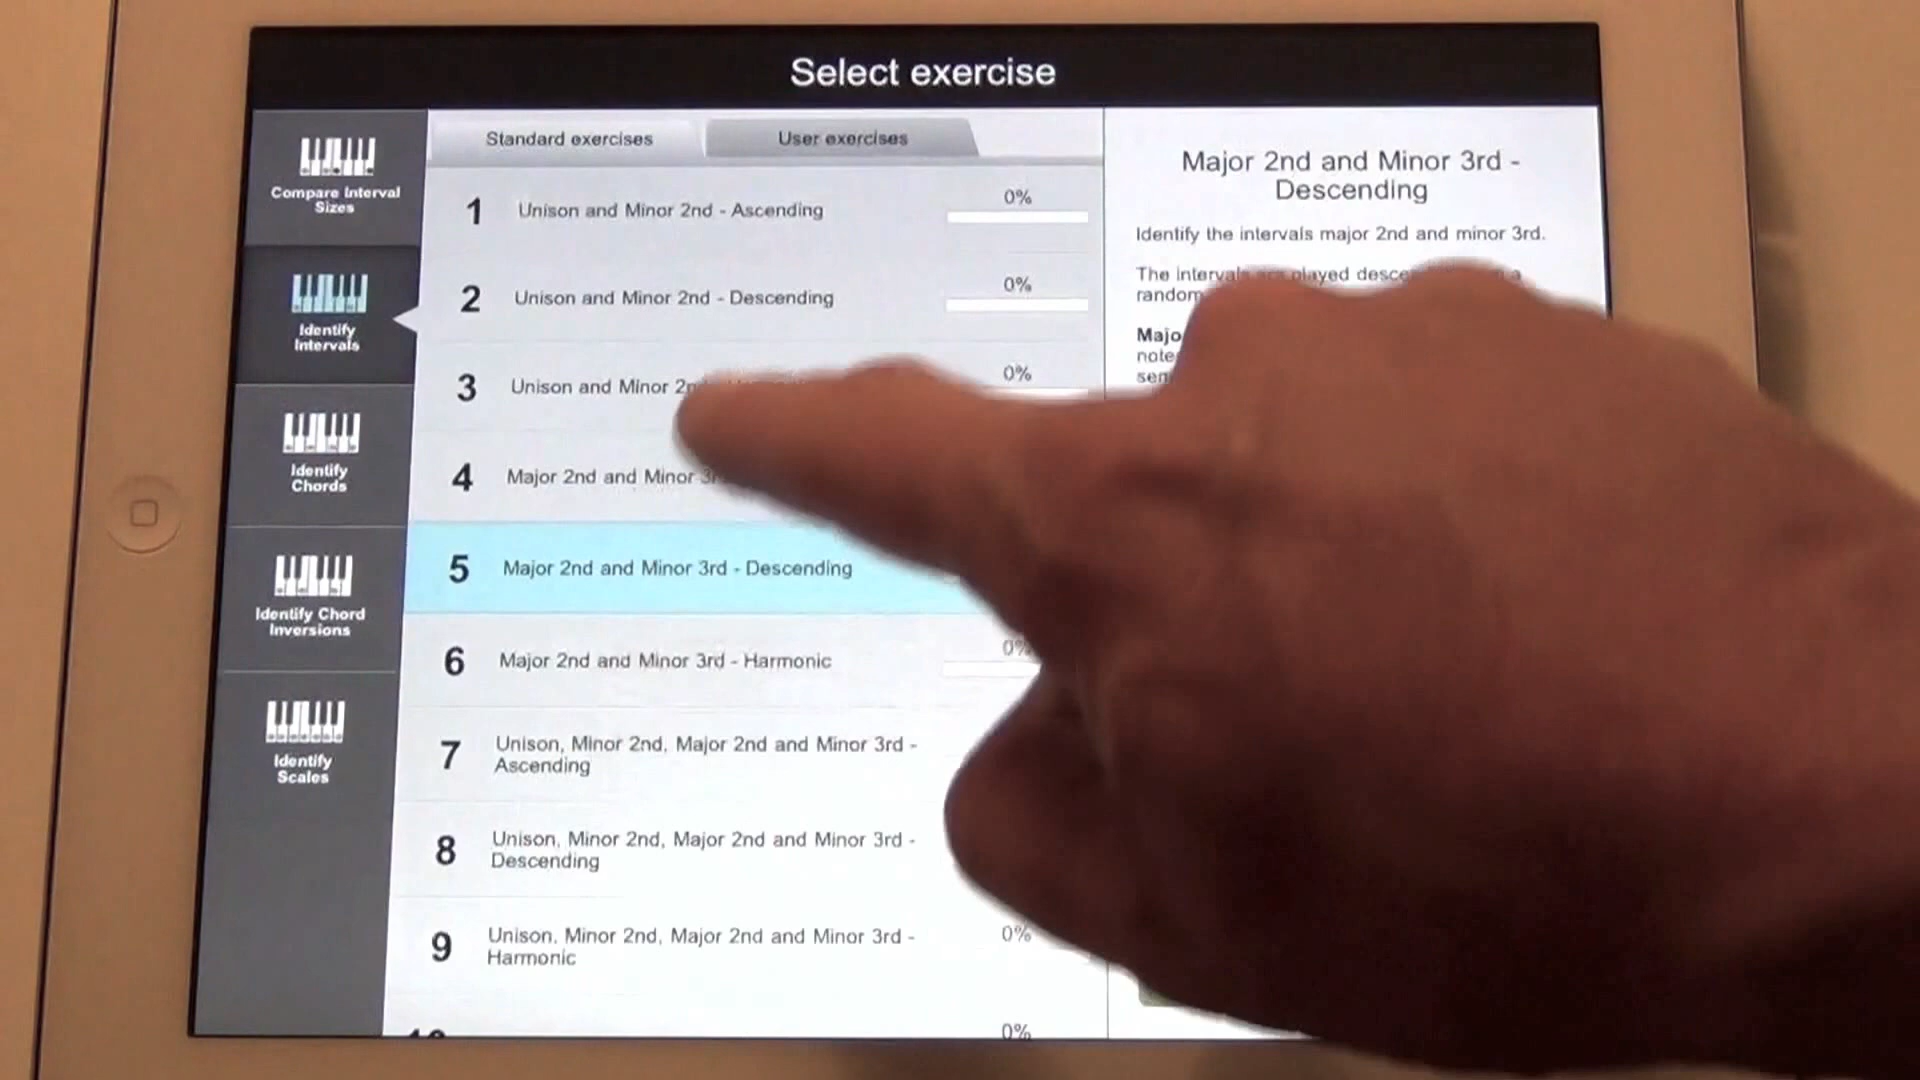 Select exercise
Compare Interval
Sizes
Identify
Intervals
Identify
Chords
Identify Chord
Inversions
Identify
Scales
Standard exercises
User exercises
1 Unison and Minor 2nd - Ascending 0%
2 Unison and Minor 2nd - Descending 0%
3 Unison and Minor 0%
4 Major 2nd and Minor
5 Major 2nd and Minor 3rd - Descending
6 Major 2nd and Minor 3rd - Harmonic 0%
7 Unison, Minor 2nd, Major 2nd and Minor 3rd -
Ascending
8 Unison, Minor 2nd, Major 2nd and Minor 3rd -
Descending
9 Unison, Minor 2nd, Major 2nd and Minor 3rd - 0%
Harmonic
0%
Major 2nd and Minor 3rd -
Descending
Identify the intervals major 2nd and minor 3rd.
The intervals are played a
random